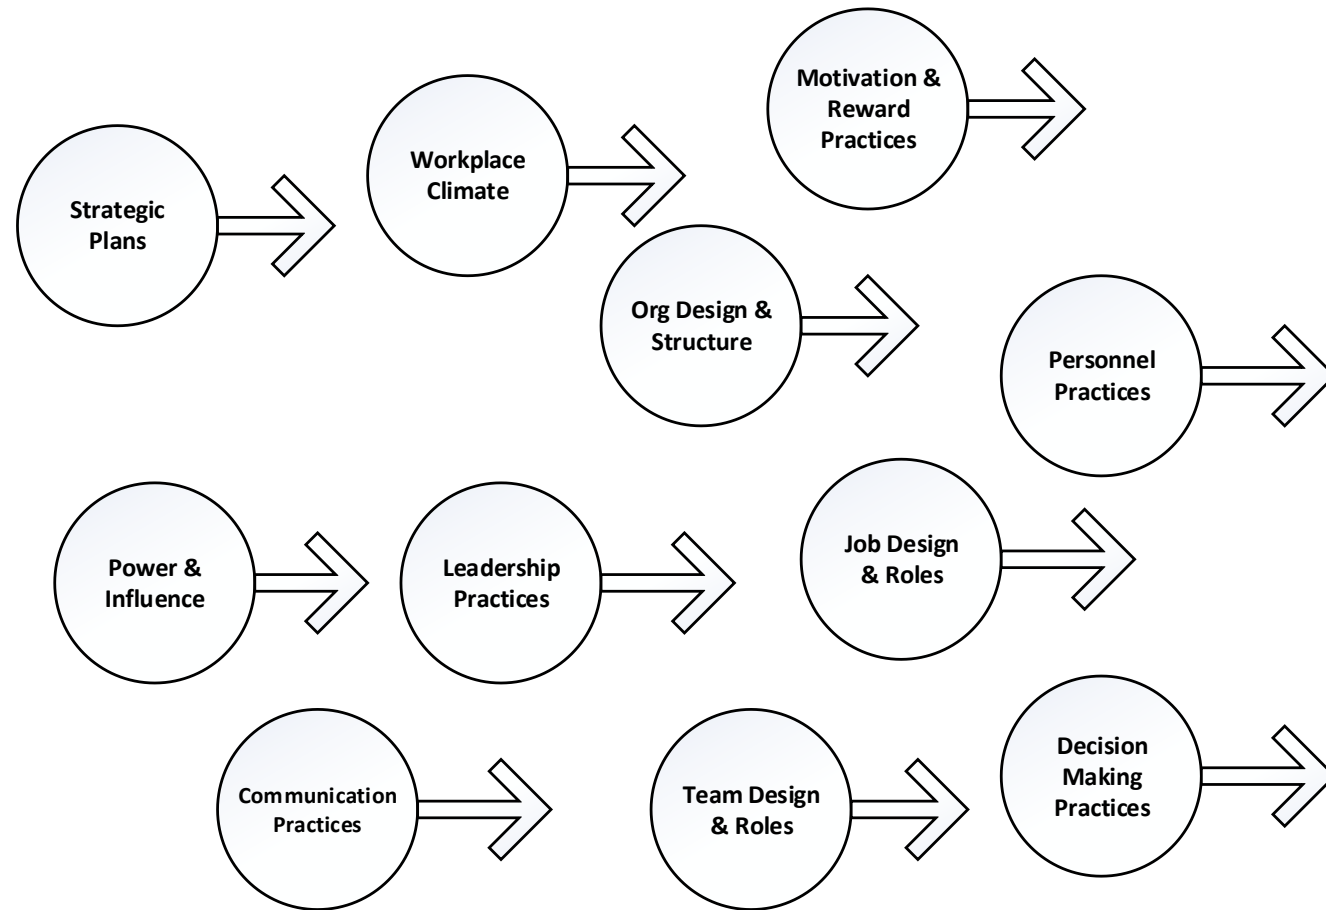 Motivation &
Reward
Practices
Workplace
Climate
Strategic
Plans
Org Design &
Structure
Personnel
Practices
Job Design
& Roles
Power &
Influence
Leadership
Practices
Decision
Making
Practices
Communication
Practices
Team Design
& Roles